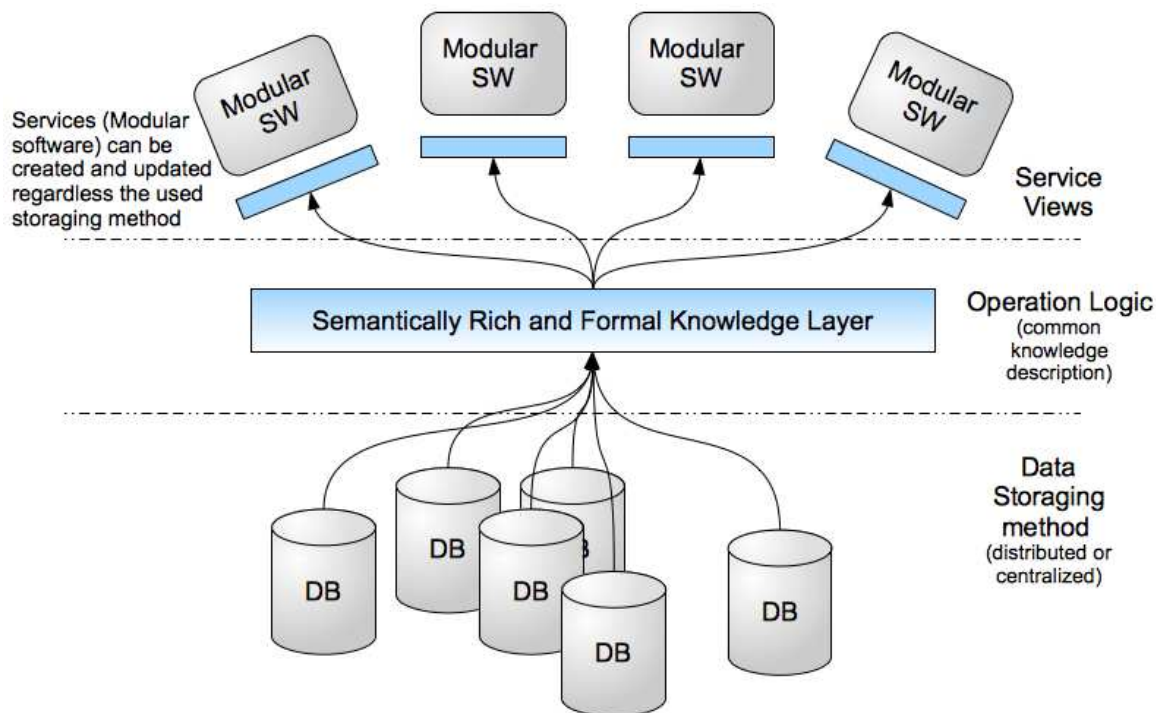 Modular
SW
Modular
SW
Modular
SW
Modular
SW
Services (Modular
software) can be
created and updated
regardless the used
storaging method
Service
Views
Semantically Rich and Formal Knowledge Layer
Operation Logic
(common
knowledge
description)
Data
Storaging
method
(distributed or
centralized)
DB
DB
DB
B
DB
DB